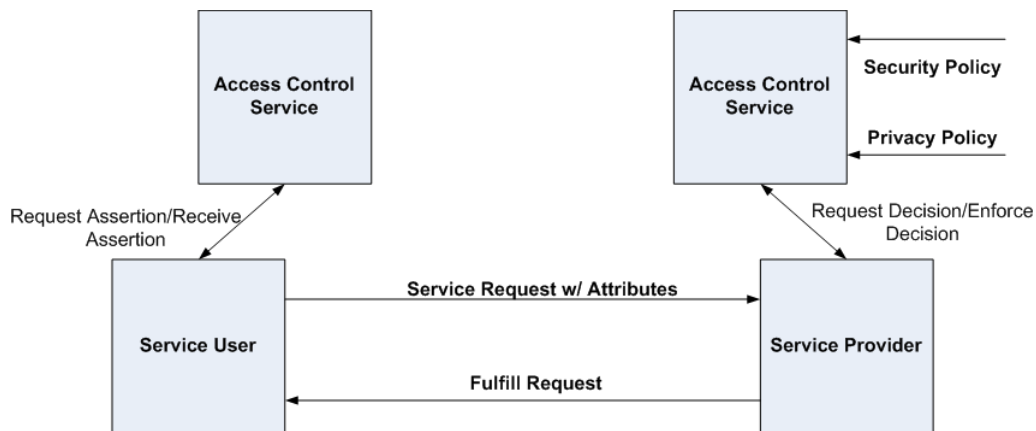 Access Control
Service
Access Control
Service
Security Policy
Privacy Policy
Request Assertion/Receive
Assertion
Request Decision/Enforce
Decision
Service Request w/ Attributes
Service User
Service Provider
Fulfill Request